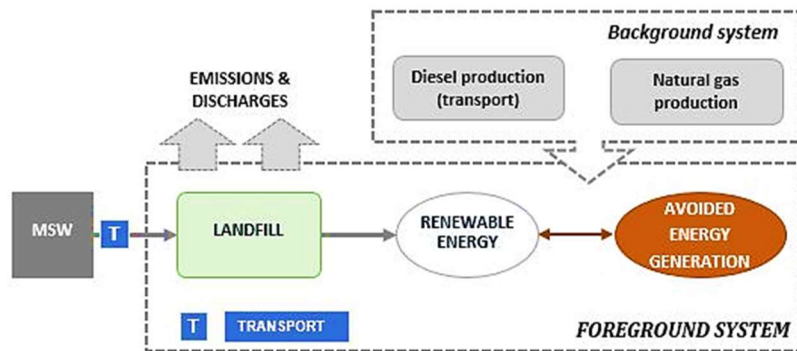 Background system
EMISSIONS &
DISCHARGES
Diesel production
(transport)
Natural gas
production
MSW
T
LANDFILL
RENEWABLE
ENERGY
AVOIDED
ENERGY
GENERATION
T
TRANSPORT
FOREGROUND SYSTEM